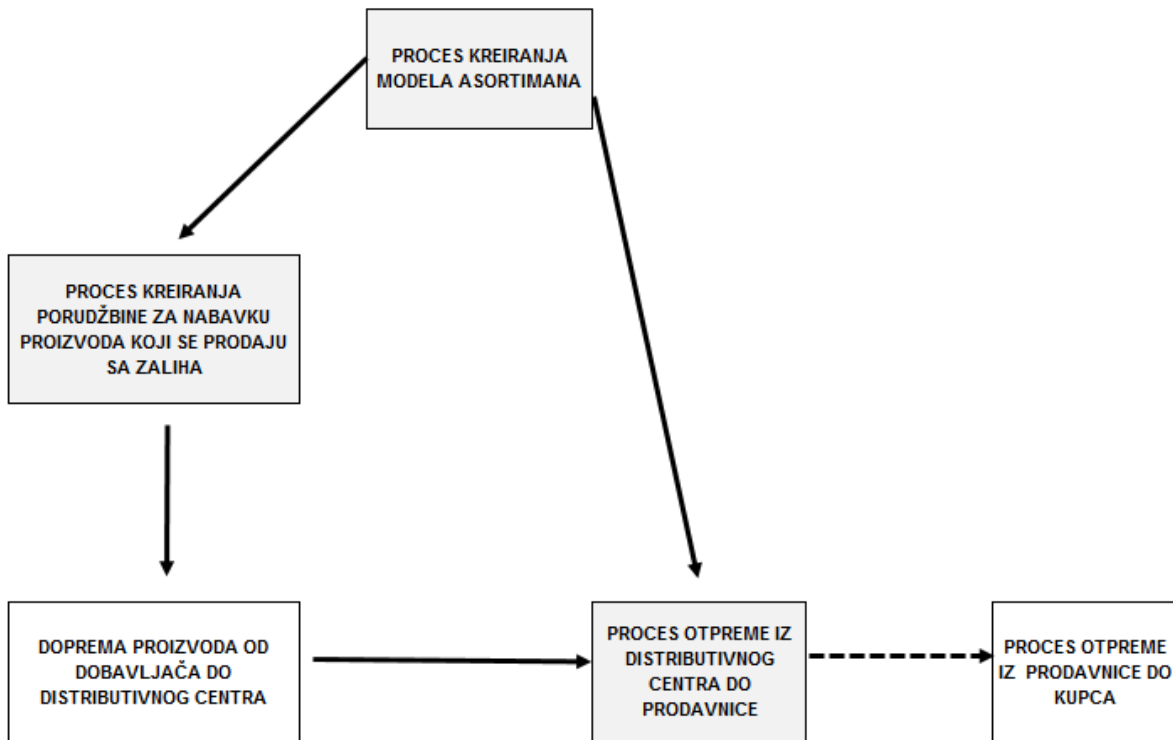 PROCES KREIRANJA
MODELA ASORTIMANA
PROCES KREIRANJA
PORUDŽBINE ZA NABAVKU
PROIZVODA KOJI SE PRODAJU
SA ZALIHA
DOPREMA PROIZVODA OD
DOBAVLJAČA DO
DISTRIBUTIVNOG CENTRA
PROCES OTPREME IZ
DISTRIBUTIVNOG
CENTRA DO
PRODAVNICE
PROCES OTPREME
IZ PRODAVNICE DO
KUPCA